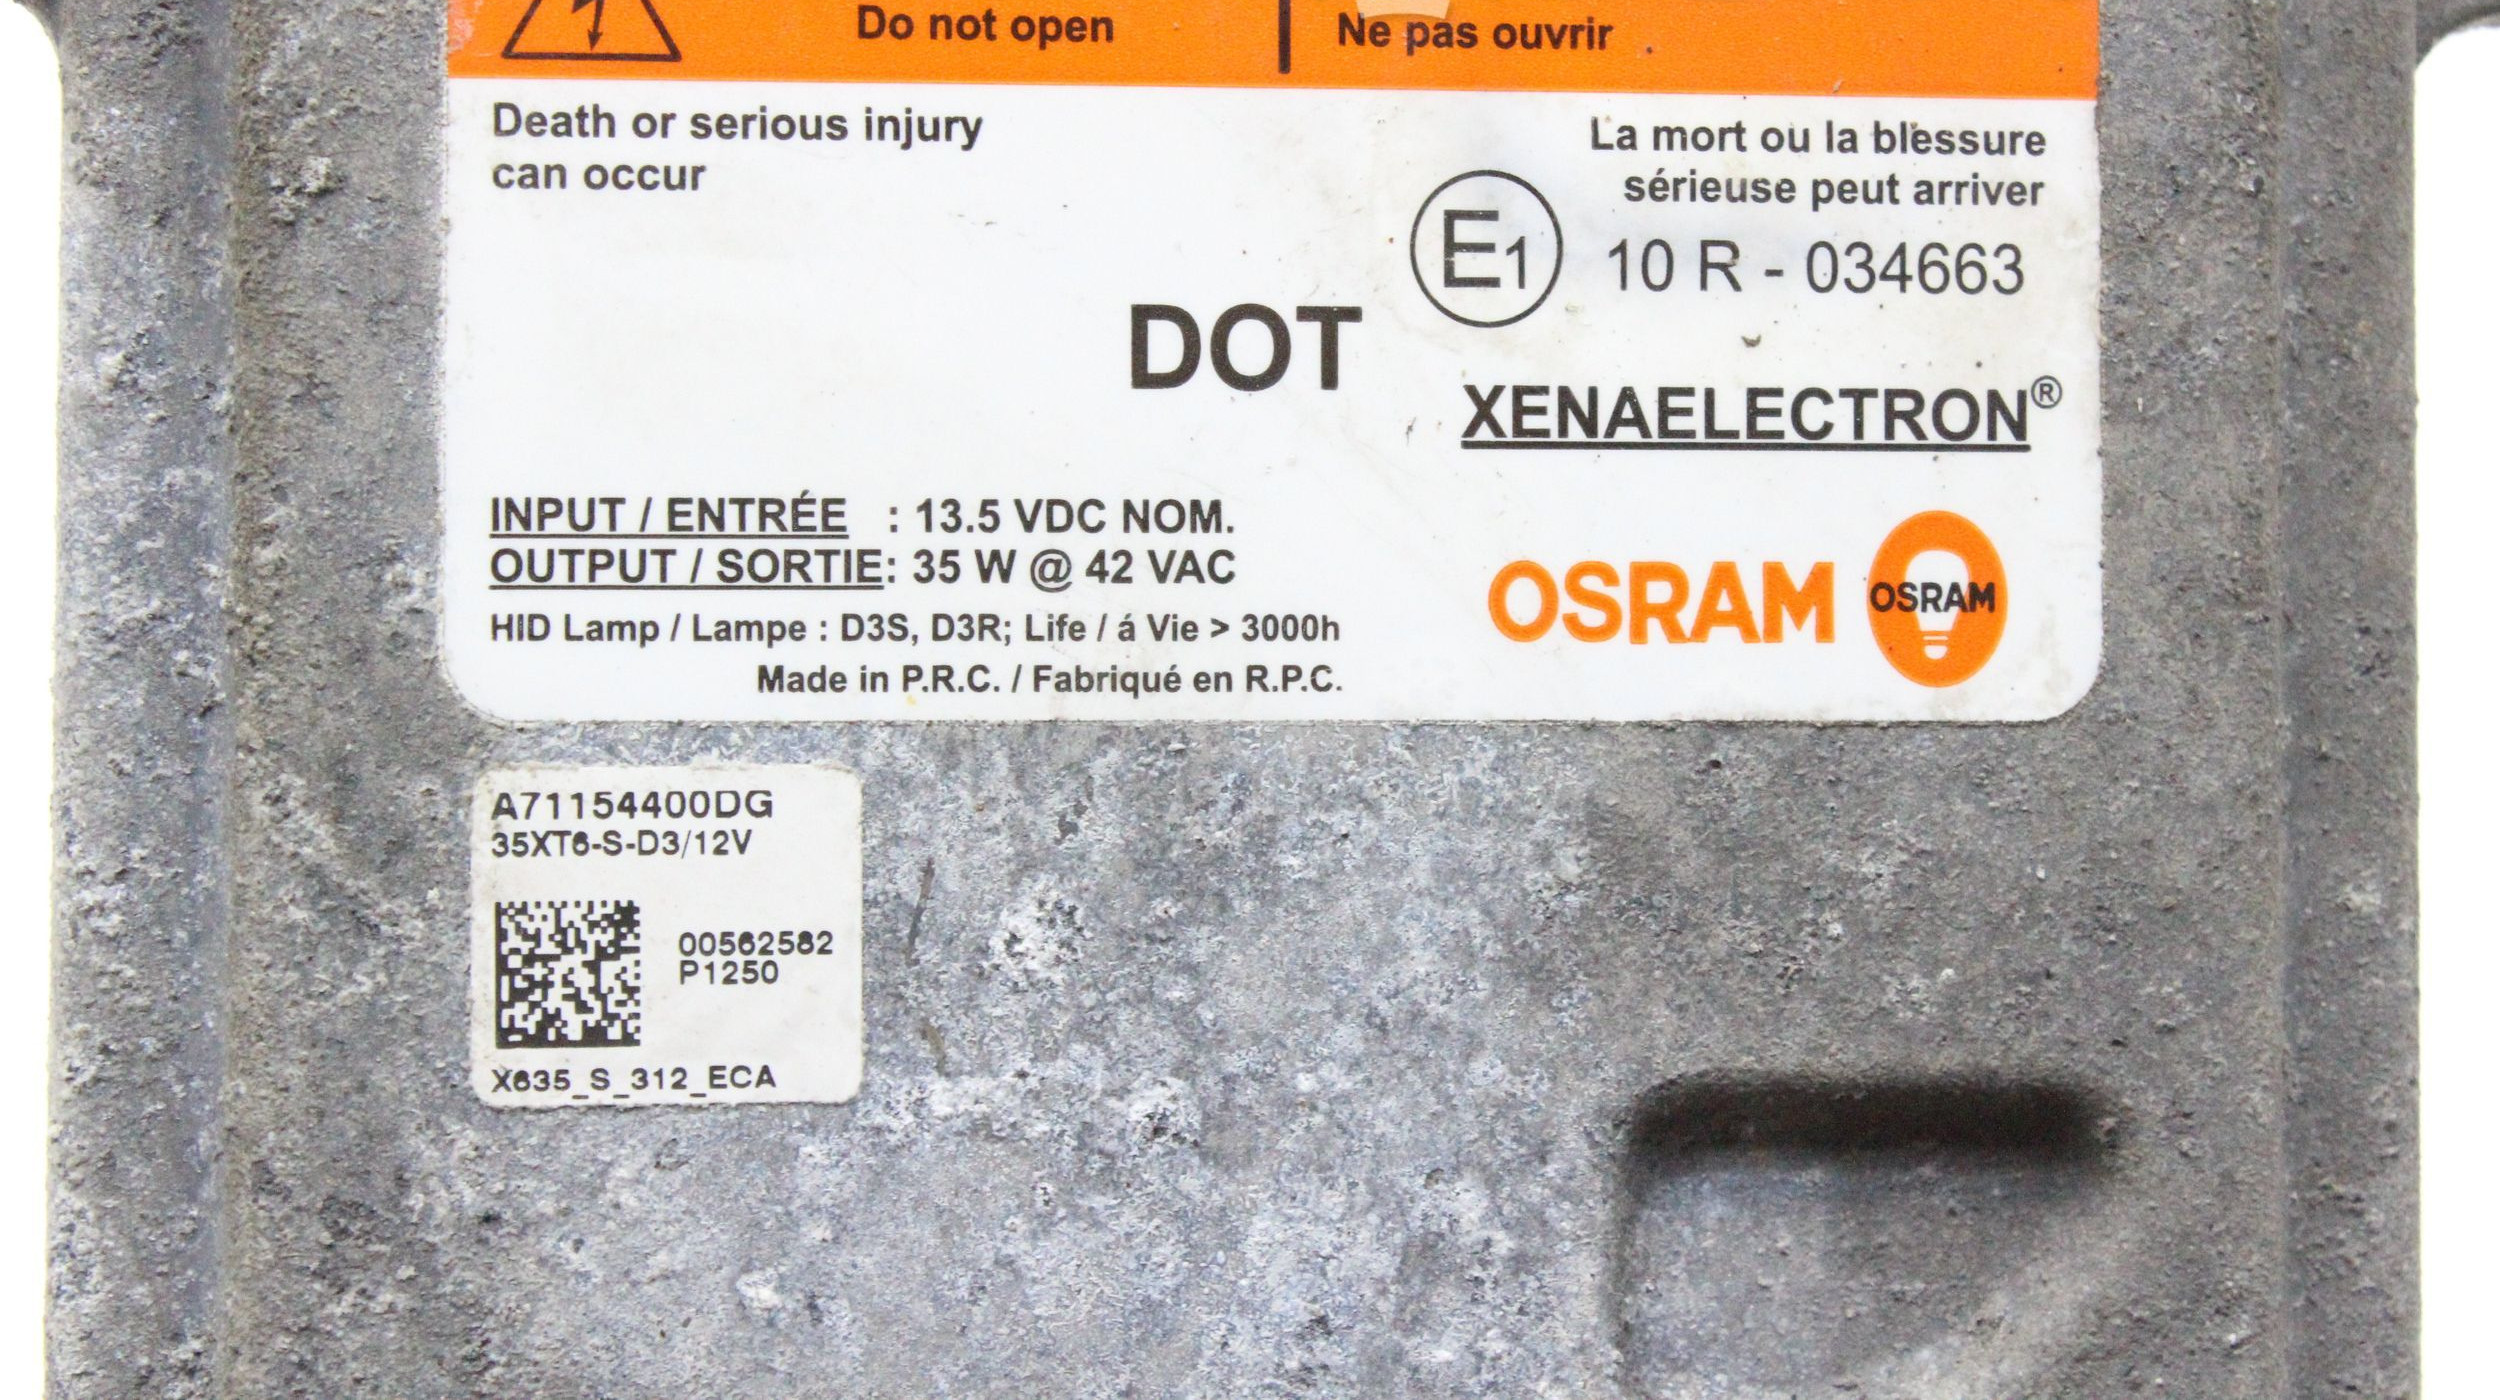 Do not open
Ne pas ouvrir
Death or serious injury
can occur
La mort ou la blessure
sérieuse peut arriver
E1
10 R - 034663
DOT
XENAELECTRON®
INPUT / ENTRÉE : 13.5 VDC NOM.
OUTPUT / SORTIE: 35 W @ 42 VAC
HID Lamp / Lampe : D3S, D3R; Life / á Vie > 3000h
Made in P.R.C. / Fabriqué en R.P.C.
OSRAM
OSRAM
A71154400DG
35XT6-S-D3/12V
00562582
P1250
X635_S_312_ECA